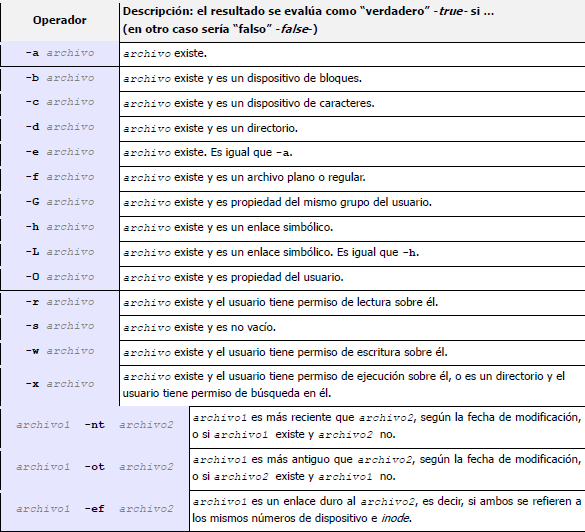 Operador
Descripción: el resultado se evalúa como “verdadero” -true- si ...
(en otro caso sería “falso” -false-)
-a archivo
archivo existe.
-b archivo
archivo existe y es un dispositivo de bloques.
-c archivo
archivo existe y es un dispositivo de caracteres.
-d archivo
archivo existe y es un directorio.
-e archivo
archivo existe. Es igual que -a.
-f archivo
archivo existe y es un archivo plano o regular.
-G archivo
archivo existe y es propiedad del mismo grupo del usuario.
-h archivo
archivo existe y es un enlace simbólico.
-L archivo
archivo existe y es un enlace simbólico. Es igual que -h.
-O archivo
archivo existe y es propiedad del usuario.
-r archivo
archivo existe y el usuario tiene permiso de lectura sobre él.
-s archivo
archivo existe y es no vacío.
-w archivo
archivo existe y el usuario tiene permiso de escritura sobre él.
-x archivo
archivo existe y el usuario tiene permiso de ejecución sobre él, o es un directorio y el
usuario tiene permiso de búsqueda en él.
archivo1 -nt archivo2
archivo1 es más reciente que archivo2, según la fecha de modificación,
o si archivo1 existe y archivo2 no.
archivo1 -ot archivo2
archivo1 es más antiguo que archivo2, según la fecha de modificación,
o si archivo2 existe y archivo1 no.
archivo1 -ef archivo2
archivo1 es un enlace duro al archivo2, es decir, si ambos se refieren a
los mismos números de dispositivo e inode.